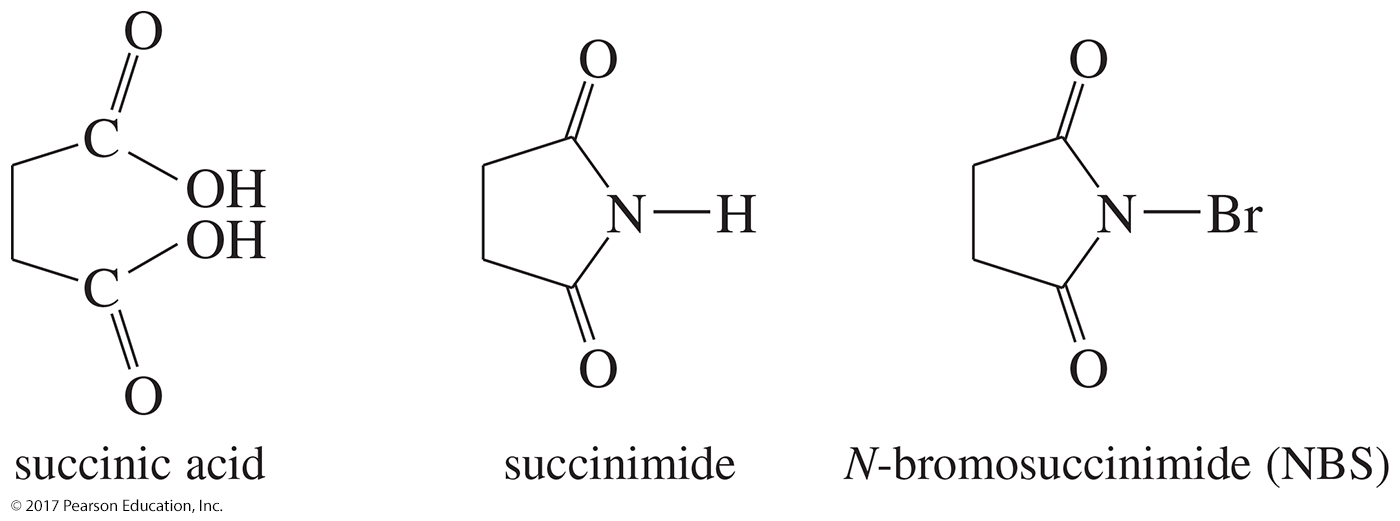 O
C
OH
OH
C
O
succinic acid
O
N—H
O
succinimide
O
N—Br
O
N-bromosuccinimide (NBS)
© 2017 Pearson Education, Inc.